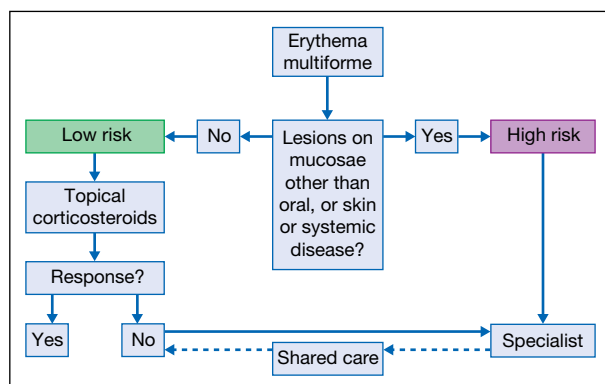 Erythema
multiforme
Low risk
No
Lesions on
mucosae
other than
oral, or skin
or systemic
disease?
Yes
High risk
Topical
corticosteroids
Response?
Yes
No
Shared care
Specialist